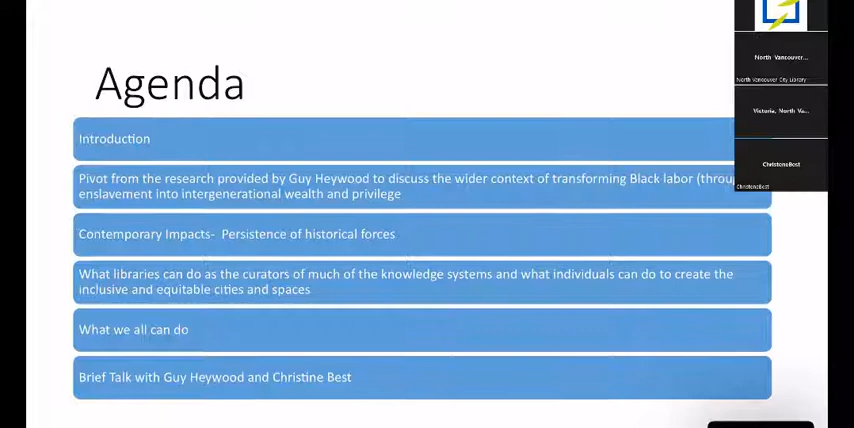 Agenda
Introduction
Pivot from the research provided by Guy Heywood to discuss the wider context of transforming Black labor (throu
enslavement into intergenerational wealth and privilege
Contemporary Impacts- Persistence of historical forces
What libraries can do as the curators of much of the knowledge systems and what individuals can do to create the
inclusive and equitable cities and spaces
What we all can do
Brief Talk with Guy Heywood and Christine Best
North Vancouver...
North Vancouver City Library
Victoria, North Va...
ChristeneBest
ChristeneBest